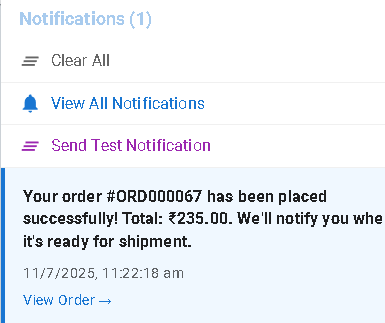 Notifications (1)
Clear All
View All Notifications
Send Test Notification
Your order #ORD000067 has been placed
successfully! Total: ₹235.00. We'll notify you whe
it's ready for shipment.
11/7/2025, 11:22:18 am
View Order →